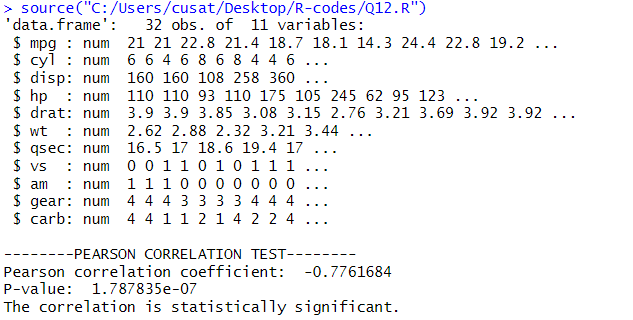 > source("C:/Users/cusat/Desktop/R-codes/Q12.R")
'data.frame':   32 obs. of  11 variables:
 $ mpg : num  21 21 22.8 21.4 18.7 18.1 14.3 24.4 22.8 19.2 ...
 $ cyl : num  6 6 4 6 8 6 8 4 4 6 ...
 $ disp: num  160 160 108 258 360 ...
 $ hp  : num  110 110 93 110 175 105 245 62 95 123 ...
 $ drat: num  3.9 3.9 3.85 3.08 3.15 2.76 3.21 3.69 3.92 3.92 ...
 $ wt  : num  2.62 2.88 2.32 3.21 3.44 ...
 $ qsec: num  16.5 17 18.6 19.4 17 ...
 $ vs  : num  0 0 1 1 0 1 0 1 1 1 ...
 $ am  : num  1 1 1 0 0 0 0 0 0 0 ...
 $ gear: num  4 4 4 3 3 3 3 4 4 4 ...
 $ carb: num  4 4 1 1 2 1 4 2 2 4 ...
--------PEARSON CORRELATION TEST--------
Pearson correlation coefficient:  -0.7761684
P-value:  1.787835e-07
The correlation is statistically significant.